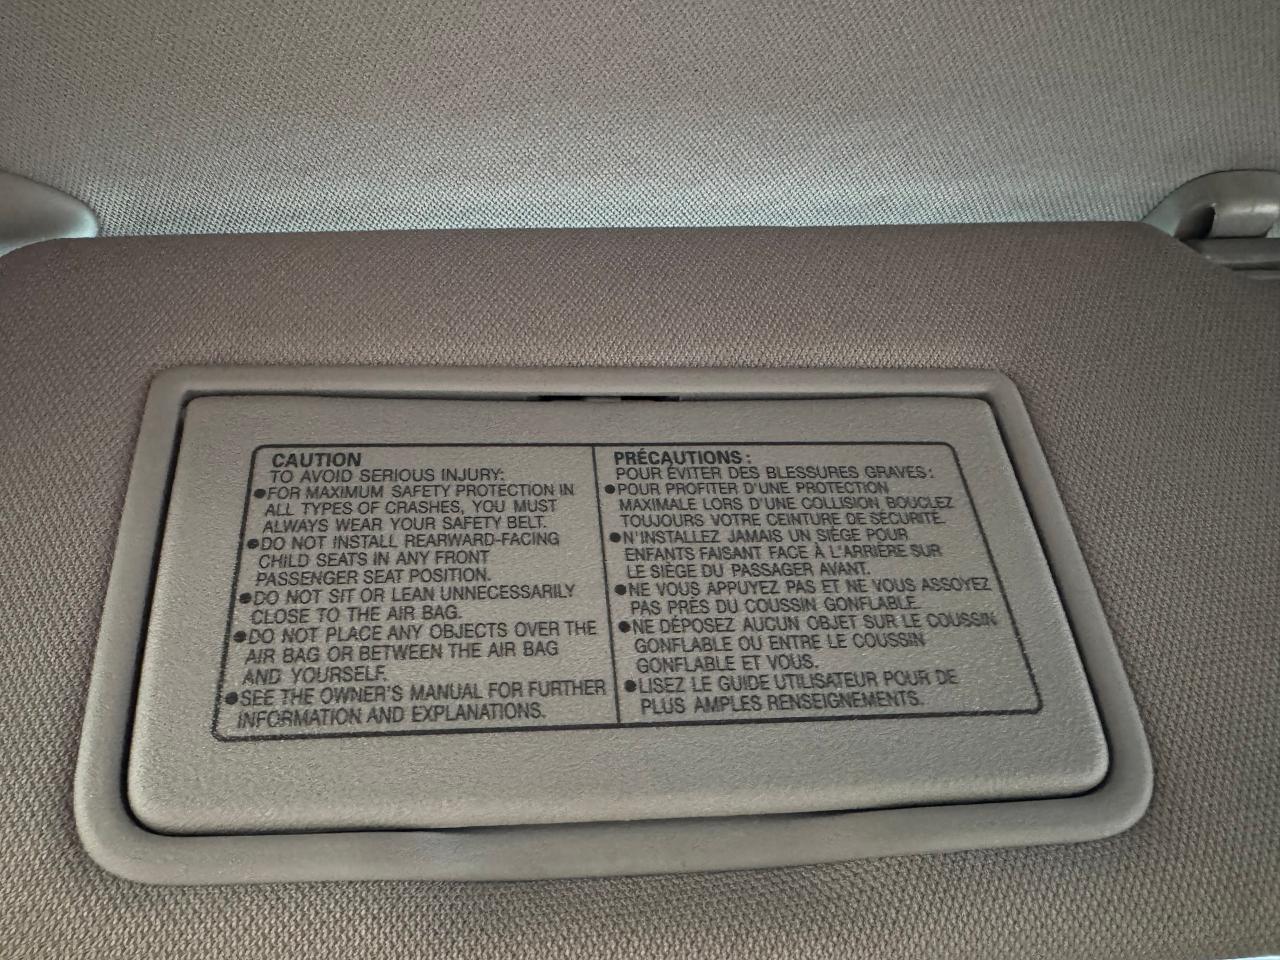 CAUTION
TO AVOID SERIOUS INJURY:
●FOR MAXIMUM SAFETY PROTECTION IN
ALL TYPES OF CRASHES, YOU MUST
ALWAYS WEAR YOUR SAFETY BELT.
●DO NOT INSTALL REARWARD-FACING
CHILD SEATS IN ANY FRONT
PASSENGER SEAT POSITION.
●DO NOT SIT OR LEAN UNNECESSARILY
CLOSE TO THE AIR BAG.
●DO NOT PLACE ANY OBJECTS OVER THE
AIR BAG OR BETWEEN THE AIR BAG
AND YOURSELF.
●SEE THE OWNER'S MANUAL FOR FURTHER
INFORMATION AND EXPLANATIONS.
PRÉCAUTIONS:
POUR ÉVITER DES BLESSURES GRAVES:
●POUR PROFITER D'UNE PROTECTION
MAXIMALE LORS D'UNE COLLISION BOUCLEZ
TOUJOURS VOTRE CEINTURE DE SÉCURITÉ.
●N'INSTALLEZ JAMAIS UN SIÈGE POUR
ENFANTS FAISANT FACE À L'ARRIÈRE SUR
LE SIÈGE DU PASSAGER AVANT.
●NE VOUS APPUYEZ PAS ET NE VOUS ASSOYEZ
PAS PRÈS DU COUSSIN GONFLABLE.
●NE DÉPOSEZ AUCUN OBJET SUR LE COUSSIN
GONFLABLE OU ENTRE LE COUSSIN
GONFLABLE ET VOUS.
●LISEZ LE GUIDE UTILISATEUR POUR DE
PLUS AMPLES RENSEIGNEMENTS.